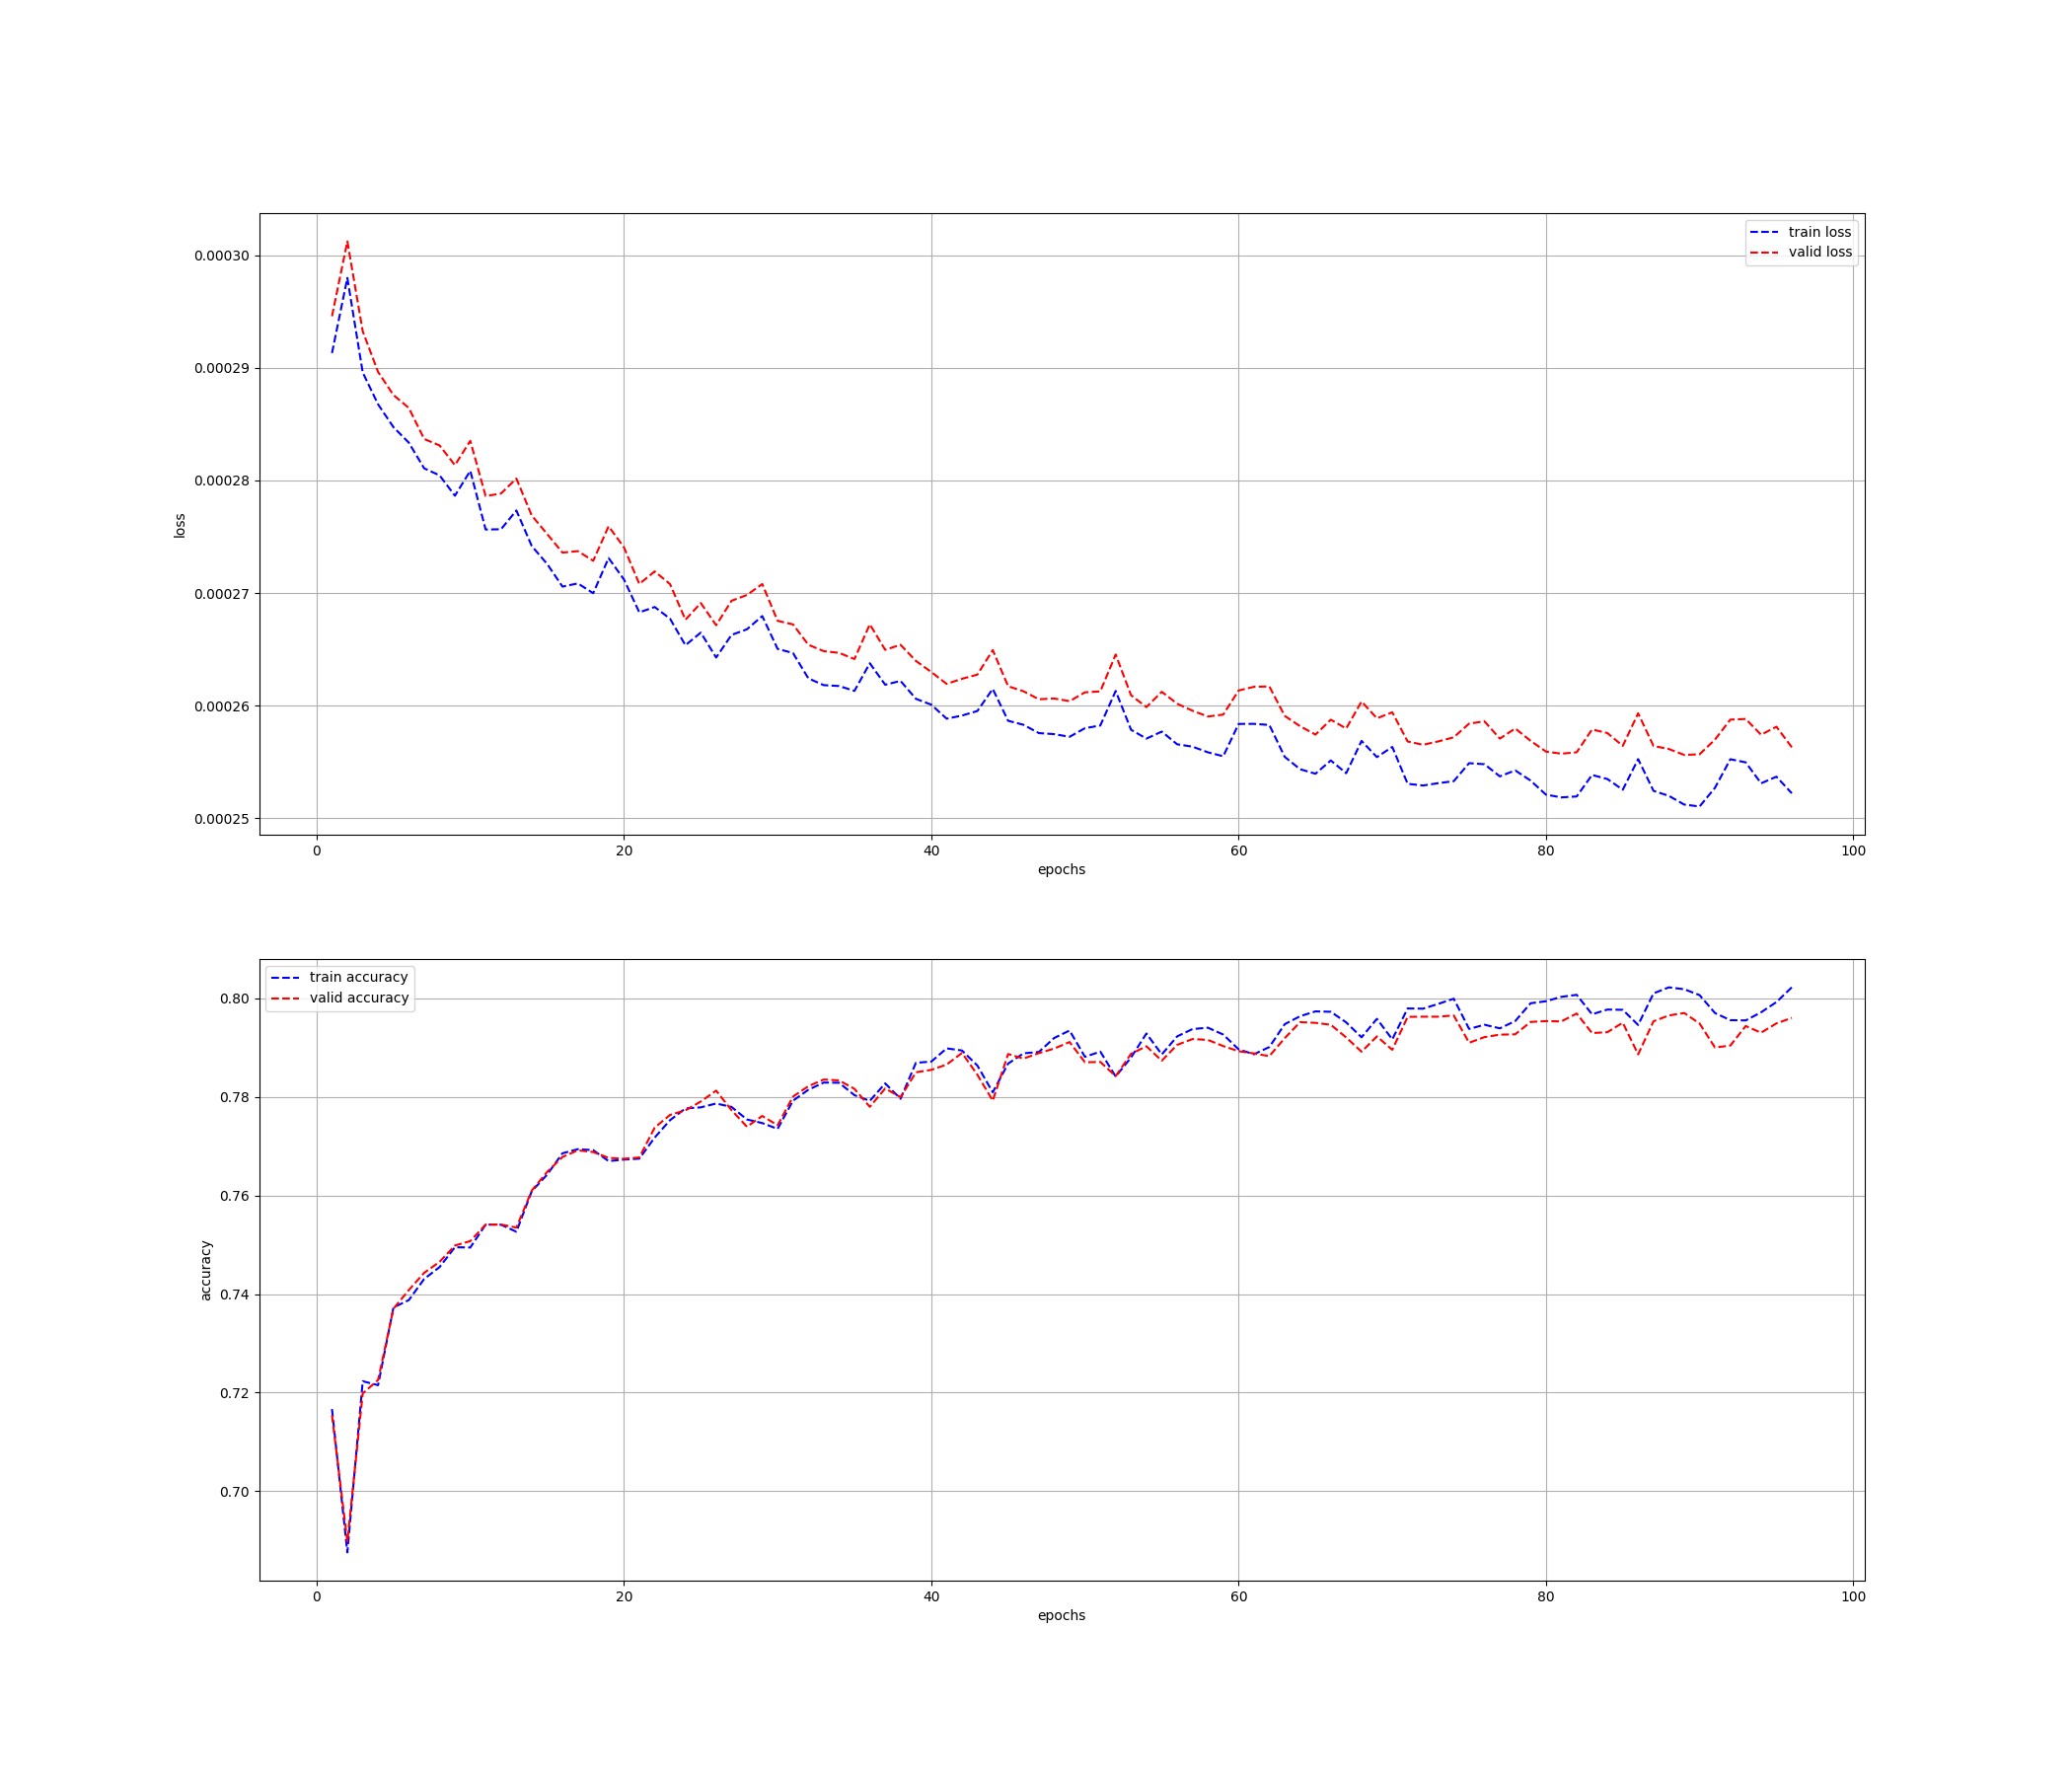 train loss
valid loss
0.00030
0.00029
0.00028
0.00027
0.00026
0.00025
loss
0 20 40 60 80 100
epochs
train accuracy
valid accuracy
0.80
0.78
0.76
0.74
0.72
0.70
accuracy
0 20 40 60 80 100
epochs